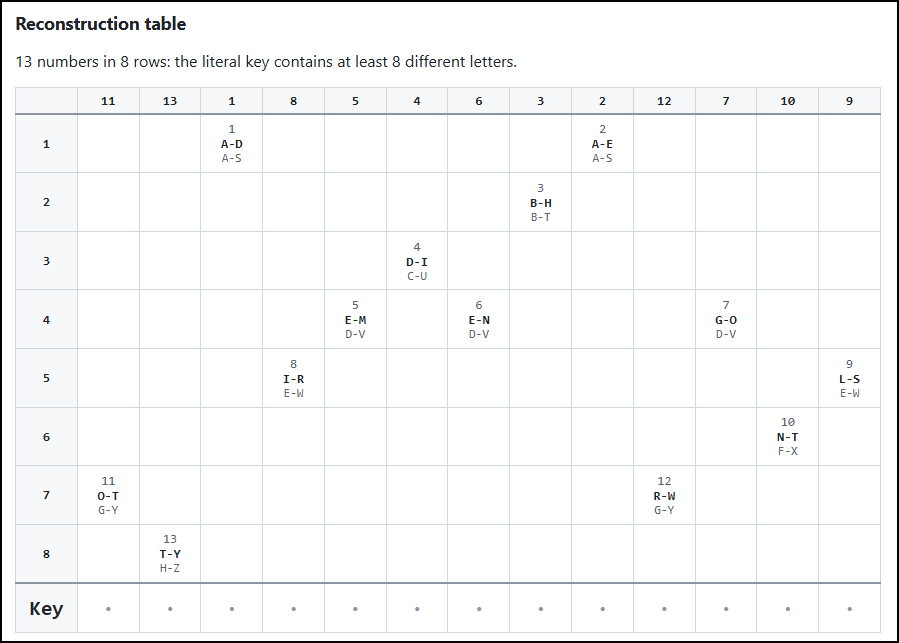 Reconstruction table
13 numbers in 8 rows: the literal key contains at least 8 different letters.
11 13 1 8 5 4 6 3 2 12 7 10 9
1 1 A-D A-S 2 A-E A-S
2 3 B-H B-T
3 4 D-I C-U
4 5 E-M D-V 6 E-N D-V 7 G-O D-V
5 8 I-R E-W 9 L-S E-W
6 10 N-T F-X
7 11 O-T G-Y 12 R-W G-Y
8 13 T-Y H-Z
Key • • • • • • • • • • • • •